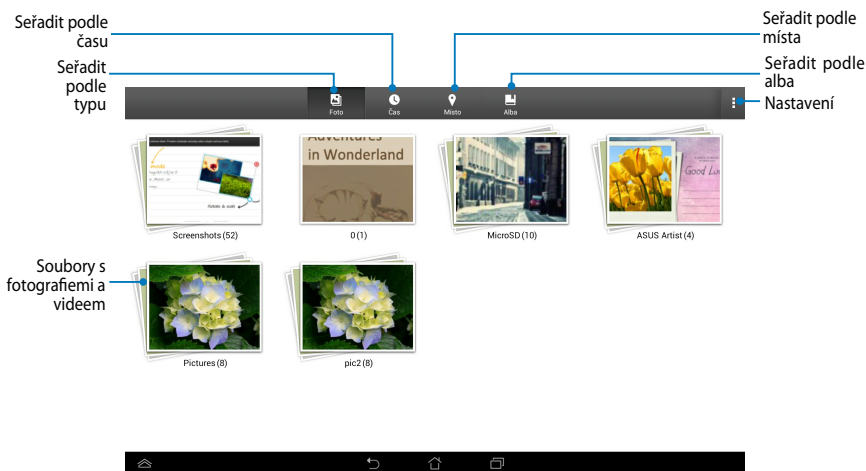 Seřadit podle
času
Seřadit
podle
typu
Seřadit podle
místa
Seřadit podle
alba
Nastavení
Foto
Čas
Místo
Alba
Adventures
in Wonderland
Good Lu
Screenshots (52)
0 (1)
MicroSD (10)
ASUS Artist (4)
Soubory s
fotografiemi a
videem
Pictures (8)
pic2 (8)